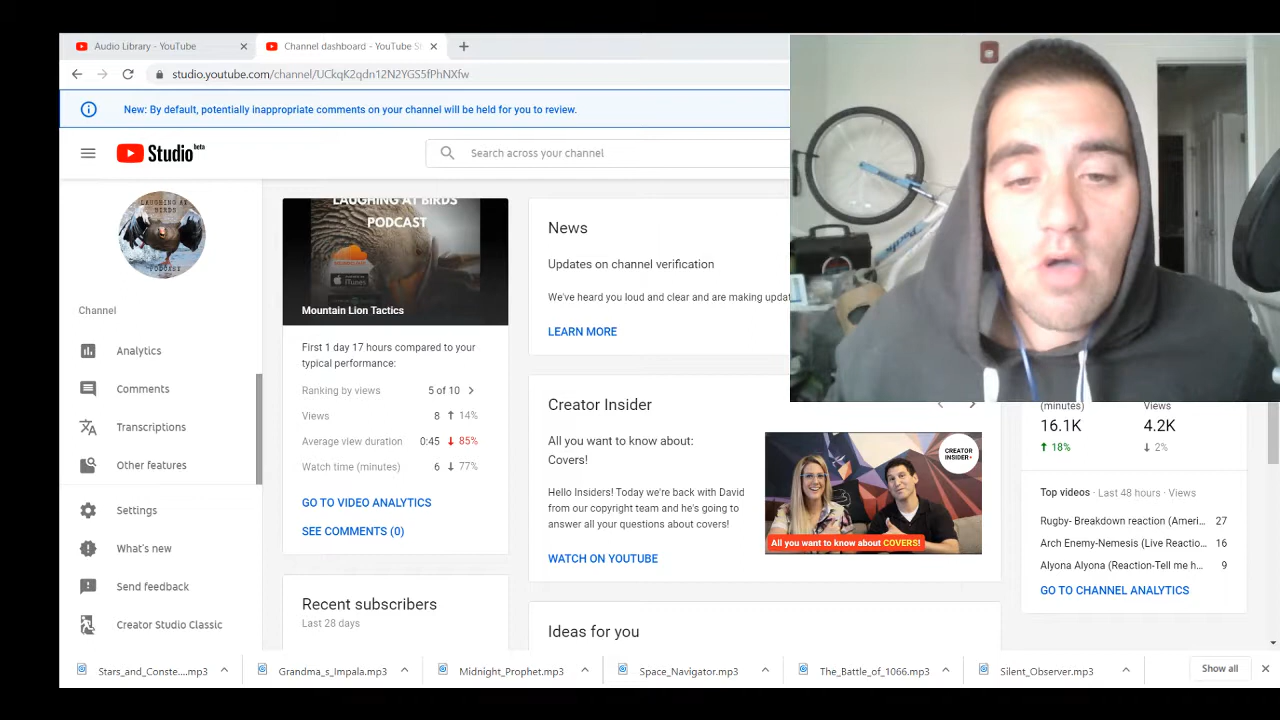 Audio Library - YouTube
Channel dashboard - YouTube S
studio.youtube.com/channel/UCkqK2qdn12N2YGS5fPhNXfw
New: By default, potentially inappropriate comments on your channel will be held for you to review.
Studio beta
Search across your channel
LAUGHING AT BIRDS
PODCAST
Channel
Analytics
Comments
Transcriptions
Other features
Settings
What's new
Send feedback
Creator Studio Classic
LAUGHING AT BIRDS
PODCAST
iTunes
Mountain Lion Tactics
First 1 day 17 hours compared to your
typical performance:
Ranking by views 5 of 10
Views 8 14%
Average view duration 0:45 85%
Watch time (minutes) 6 77%
GO TO VIDEO ANALYTICS
SEE COMMENTS (0)
Recent subscribers
Last 28 days
News
Updates on channel verification
We've heard you loud and clear and are making updat
LEARN MORE
Creator Insider
All you want to know about:
Covers!
Hello Insiders! Today we're back with David
from our copyright team and he's going to
answer all your questions about covers!
WATCH ON YOUTUBE
CREATOR
INSIDER
All you want to know about COVERS!
Ideas for you
(minutes) Views
16.1K 4.2K
18% 2%
Top videos · Last 48 hours · Views
Rugby- Breakdown reaction (Ameri... 27
Arch Enemy-Nemesis (Live Reactio... 16
Alyona Alyona (Reaction-Tell me h... 9
GO TO CHANNEL ANALYTICS
Stars_and_Conste....mp3
Grandma_s_Impala.mp3
Midnight_Prophet.mp3
Space_Navigator.mp3
The_Battle_of_1066.mp3
Silent_Observer.mp3
Show all